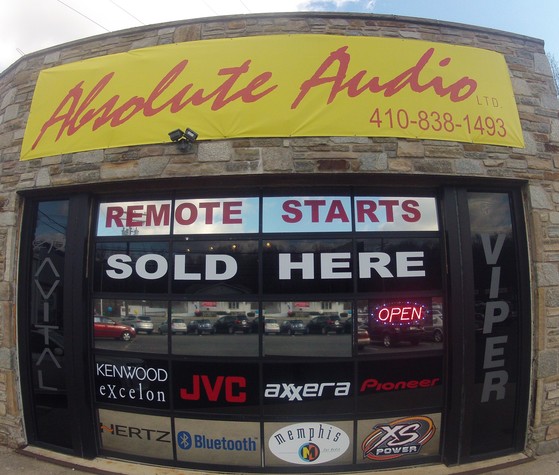 Absolute Audio LTD.
410-838-1493
REMOTE STARTS
SOLD HERE
OPEN
AVITAL
VIPER
KENWOOD
excelon
JVC
axxera
Pioneer
HERTZ
Bluetooth
memphis
XS
POWER